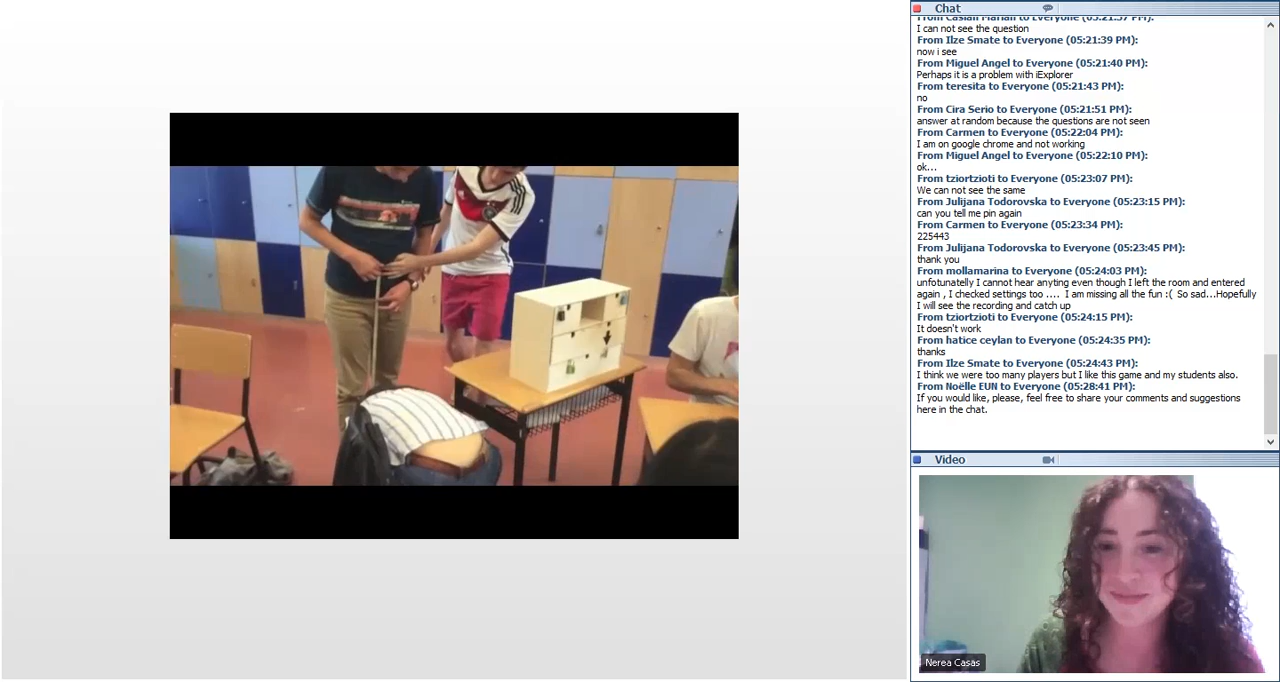 Chat
From Casian Marian to Everyone (05:21:37 PM):
I can not see the question
From Ilze Smate to Everyone (05:21:39 PM):
now i see
From Miguel Angel to Everyone (05:21:40 PM):
Perhaps it is a problem with iExplorer
From teresita to Everyone (05:21:43 PM):
no
From Cira Serio to Everyone (05:21:51 PM):
answer at random because the questions are not seen
From Carmen to Everyone (05:22:04 PM):
I am on google chrome and not working
From Miguel Angel to Everyone (05:22:10 PM):
ok...
From tziortzioti to Everyone (05:23:07 PM):
We can not see the same
From Julijana Todorovska to Everyone (05:23:15 PM):
can you tell me pin again
From Carmen to Everyone (05:23:34 PM):
225443
From Julijana Todorovska to Everyone (05:23:45 PM):
thank you
From mollamarina to Everyone (05:24:03 PM):
unfotunatelly I cannot hear anyting even though I left the room and entered
again , I checked settings too .... I am missing all the fun :( So sad...Hopefully
I will see the recording and catch up
From tziortzioti to Everyone (05:24:15 PM):
It doesn't work
From hatice ceylan to Everyone (05:24:35 PM):
thanks
From Ilze Smate to Everyone (05:24:43 PM):
I think we were too many players but I like this game and my students also.
From Noëlle EUN to Everyone (05:28:41 PM):
If you would like, please, feel free to share your comments and suggestions
here in the chat.
Video
Nerea Casas